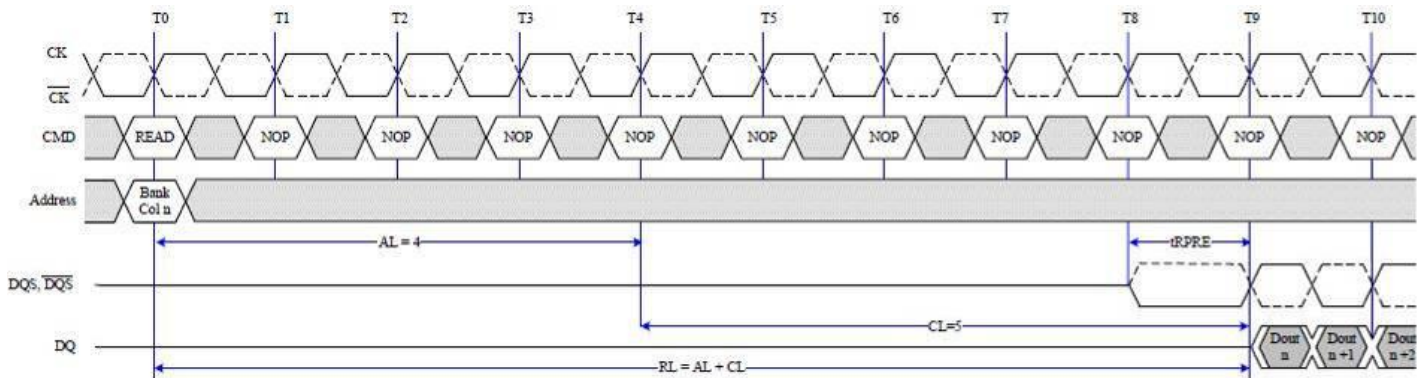 T0 T1 T2 T3 T4 T5 T6 T7 T8 T9 T10
CK
CK
CMD READ NOP NOP NOP NOP NOP NOP NOP NOP NOP NOP
Address Bank
Col n
AL = 4 tRPRE
DQS, DQS
CL=5
DQ Dout Dout Dout
n n +1 n +2
RL = AL + CL